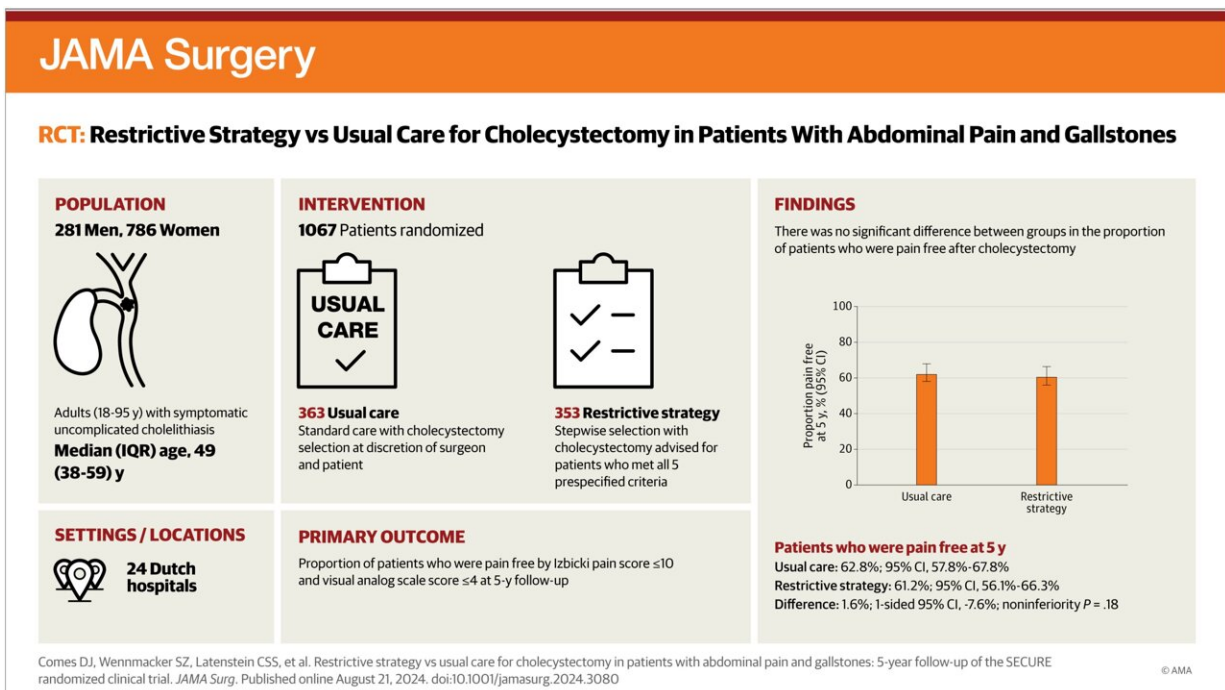 JAMA Surgery
RCT: Restrictive Strategy vs Usual Care for Cholecystectomy in Patients With Abdominal Pain and Gallstones
POPULATION
281 Men, 786 Women
Adults (18-95 y) with symptomatic
uncomplicated cholelithiasis
Median (IQR) age, 49
(38-59) y
INTERVENTION
1067 Patients randomized
USUAL
CARE
363 Usual care
Standard care with cholecystectomy
selection at discretion of surgeon
and patient
353 Restrictive strategy
Stepwise selection with
cholecystectomy advised for
patients who met all 5
prespecified criteria
FINDINGS
There was no significant difference between groups in the proportion
of patients who were pain free after cholecystectomy
Proportion pain free
at 5 y, % (95% CI)
100
80
60
40
20
0
Usual care
Restrictive
strategy
Patients who were pain free at 5 y
Usual care: 62.8%; 95% CI, 57.8%-67.8%
Restrictive strategy: 61.2%; 95% CI, 56.1%-66.3%
Difference: 1.6%; 1-sided 95% CI, -7.6%; noninferiority P = .18
SETTINGS / LOCATIONS
24 Dutch
hospitals
PRIMARY OUTCOME
Proportion of patients who were pain free by Izbicki pain score ≤10
and visual analog scale score ≤4 at 5-y follow-up
Comes DJ, Wennmacker SZ, Latenstein CSS, et al. Restrictive strategy vs usual care for cholecystectomy in patients with abdominal pain and gallstones: 5-year follow-up of the SECURE
randomized clinical trial. JAMA Surg. Published online August 21, 2024. doi:10.1001/jamasurg.2024.3080
© AMA